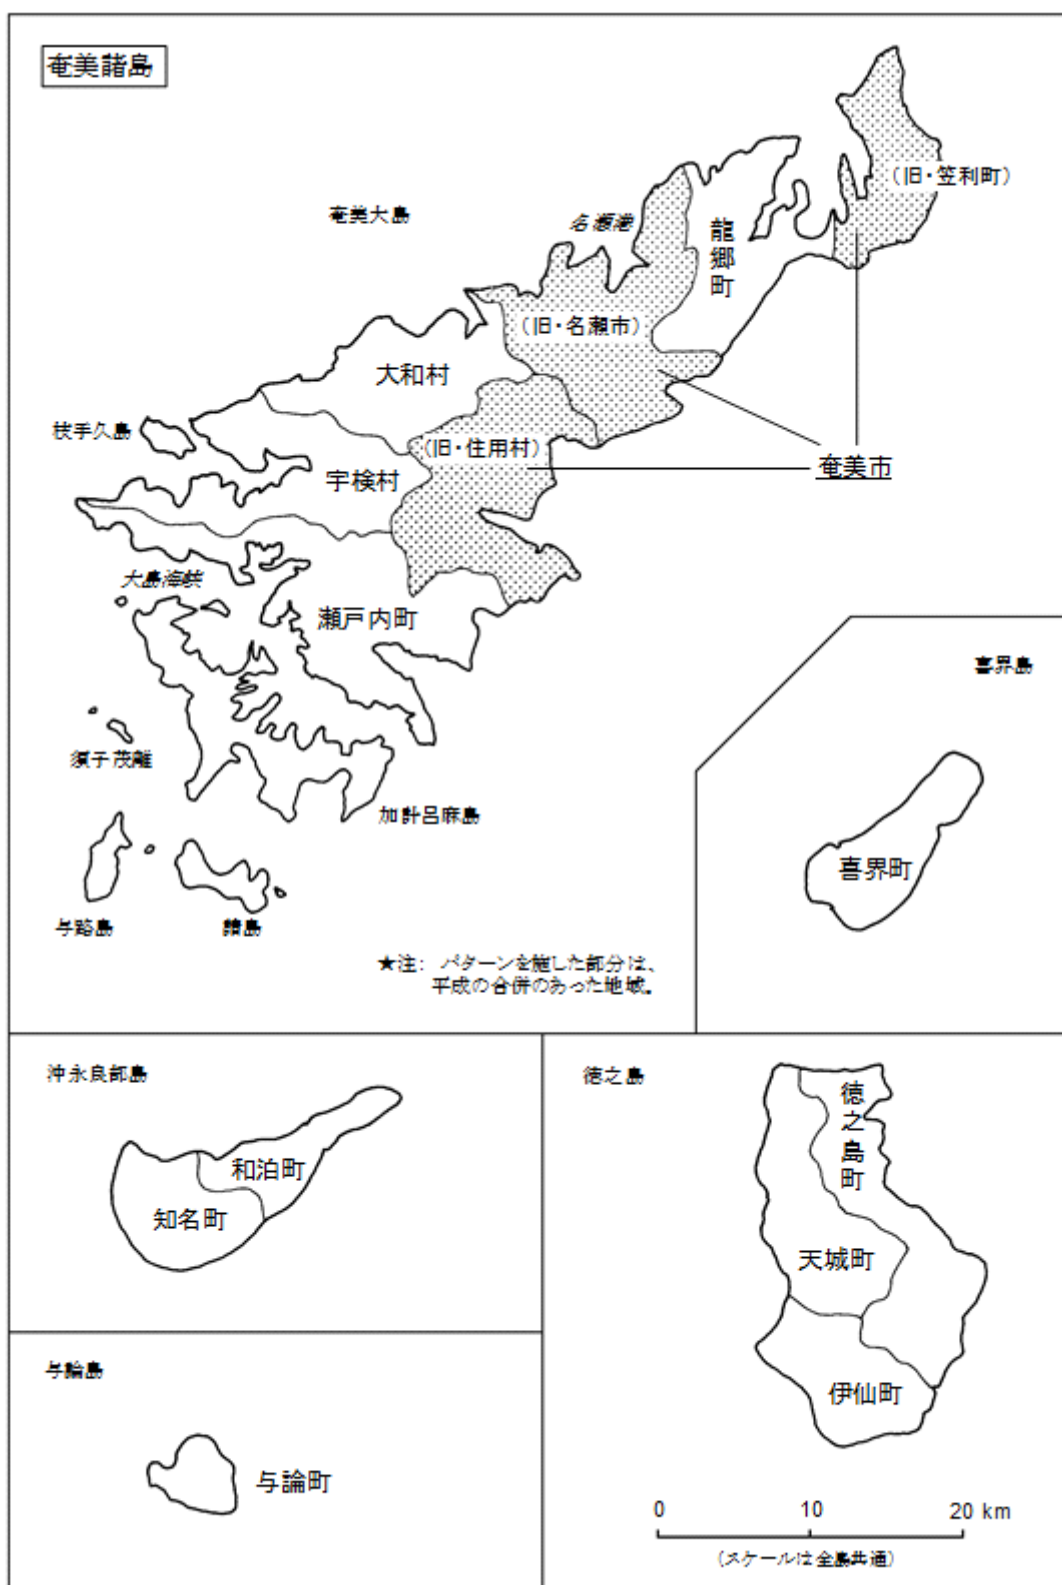 奄美諸島
(旧・笠利町)
奄美大島
名瀬港
龍郷町
(旧・名瀬市)
大和村
枝手久島
(旧・住用村)
奄美市
宇検村
大島海峡
瀬戸内町
喜界島
須子茂離
加計呂麻島
喜界町
与路島
請島
★注: パターンを施した部分は、
平成の合併のあった地域。
沖永良部島
徳之島
徳之島町
和泊町
知名町
天城町
与論島
伊仙町
与論町
0 10 20 km
(スケールは全島共通)